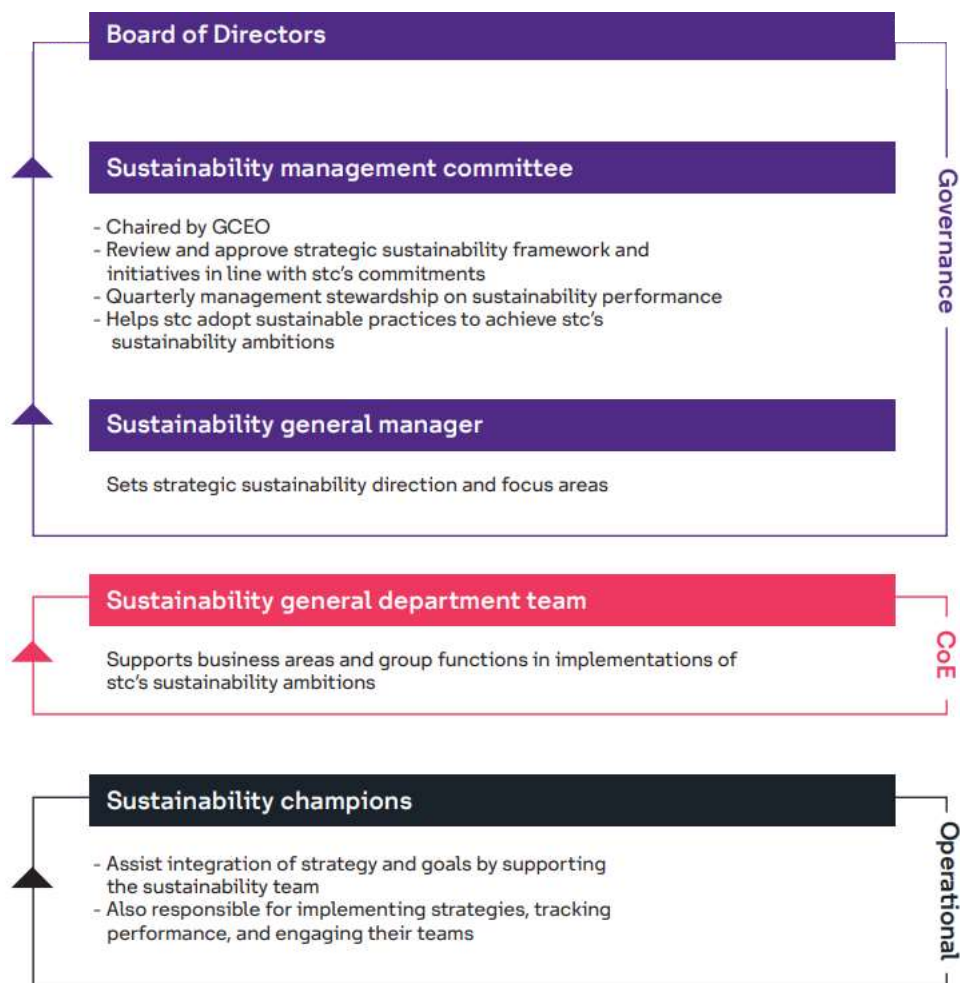 Board of Directors
Sustainability management committee
- Chaired by GCEO
- Review and approve strategic sustainability framework and
initiatives in line with stc’s commitments
- Quarterly management stewardship on sustainability performance
- Helps stc adopt sustainable practices to achieve stc’s
sustainability ambitions
Sustainability general manager
Sets strategic sustainability direction and focus areas
Governance
Sustainability general department team
Supports business areas and group functions in implementations of
stc’s sustainability ambitions
CoE
Sustainability champions
- Assist integration of strategy and goals by supporting
the sustainability team
- Also responsible for implementing strategies, tracking
performance, and engaging their teams
Operational